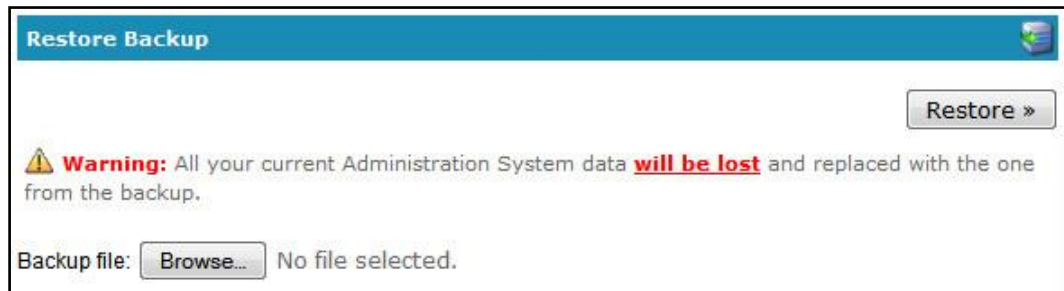 Restore Backup
Restore »
Warning: All your current Administration System data will be lost and replaced with the one
from the backup.
Backup file: Browse... No file selected.